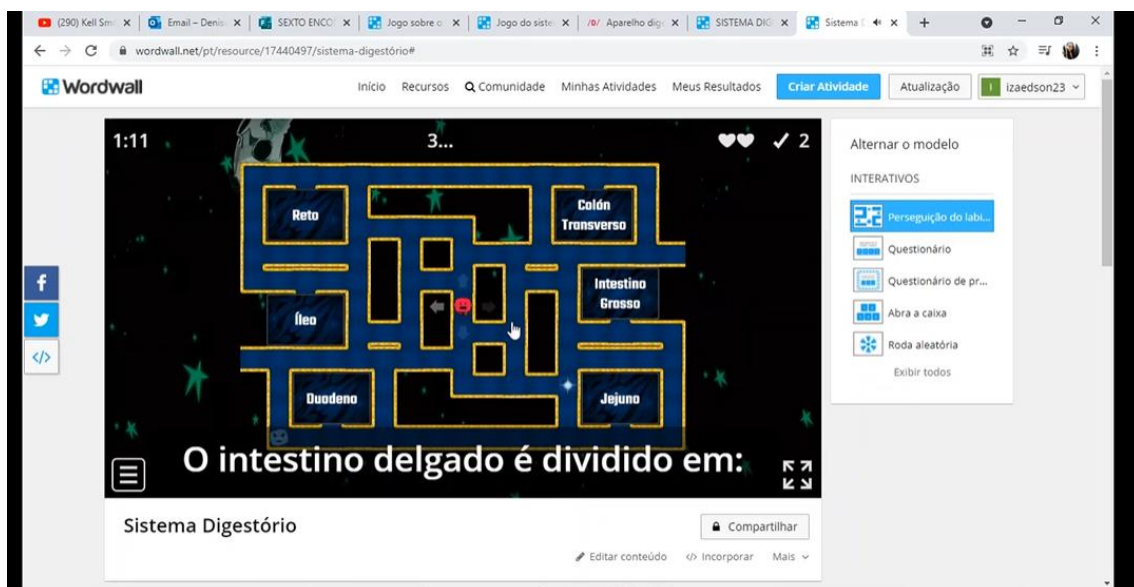 (290) Kell Sm
Email – Denis
SEXTO ENCO
Jogo sobre o
Jogo do siste
Aparelho dig
SISTEMA DIG
Sistema D
wordwall.net/pt/resource/17440497/sistema-digestório#
Wordwall
Início Recursos Comunidade Minhas Atividades Meus Resultados Criar Atividade Atualização izaedson23
1:11 3... 2
Reto
Colón
Transverso
Íleo
Intestino
Grosso
Duodeno
Jejuno
O intestino delgado é dividido em:
Alternar o modelo
INTERATIVOS
Perseguição do labi...
Questionário
Questionário de pr...
Abra a caixa
Roda aleatória
Exibir todos
f
</>
Sistema Digestório
Compartilhar
Editar conteúdo </> Incorporar Mais